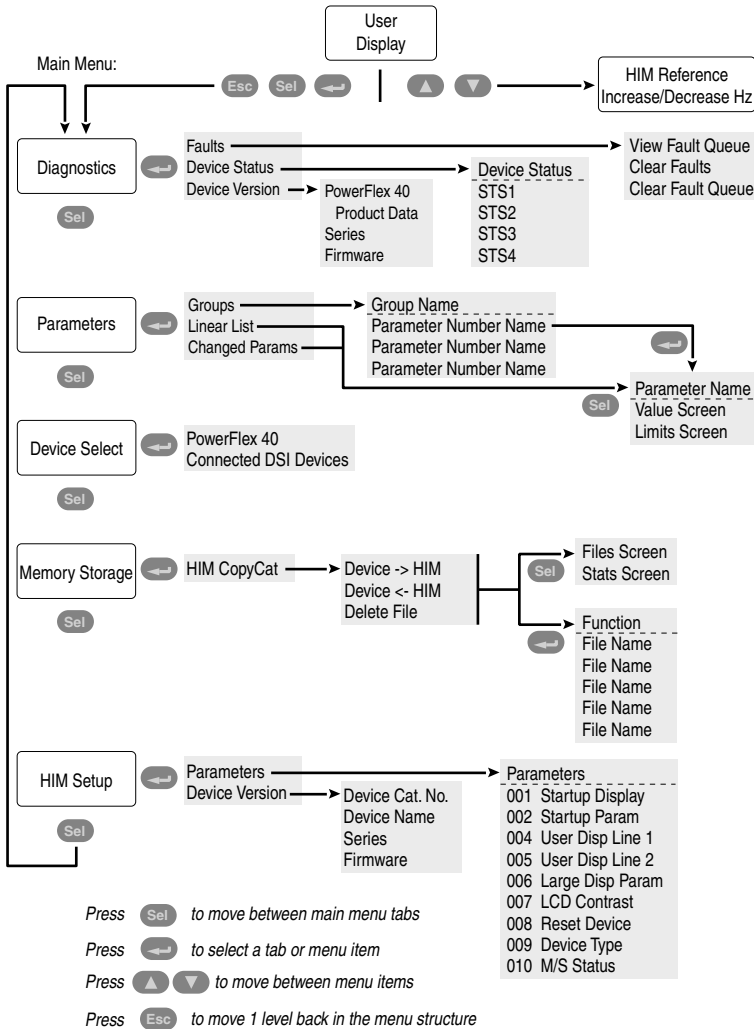 User
Display
Main Menu:
Esc Sel
HIM Reference
Increase/Decrease Hz
Diagnostics
Sel
Faults
Device Status
Device Version
PowerFlex 40
Product Data
Series
Firmware
Device Status
STS1
STS2
STS3
STS4
View Fault Queue
Clear Faults
Clear Fault Queue
Parameters
Sel
Groups
Linear List
Changed Params
Group Name
Parameter Number Name
Parameter Number Name
Parameter Number Name
Sel
Parameter Name
Value Screen
Limits Screen
Device Select
Sel
PowerFlex 40
Connected DSI Devices
Memory Storage
Sel
HIM CopyCat
Device -> HIM
Device <- HIM
Delete File
Sel
Files Screen
Stats Screen
Function
File Name
File Name
File Name
File Name
File Name
HIM Setup
Sel
Parameters
Device Version
Device Cat. No.
Device Name
Series
Firmware
Parameters
001 Startup Display
002 Startup Param
004 User Disp Line 1
005 User Disp Line 2
006 Large Disp Param
007 LCD Contrast
008 Reset Device
009 Device Type
010 M/S Status
Press Sel to move between main menu tabs
Press to select a tab or menu item
Press to move between menu items
Press Esc to move 1 level back in the menu structure